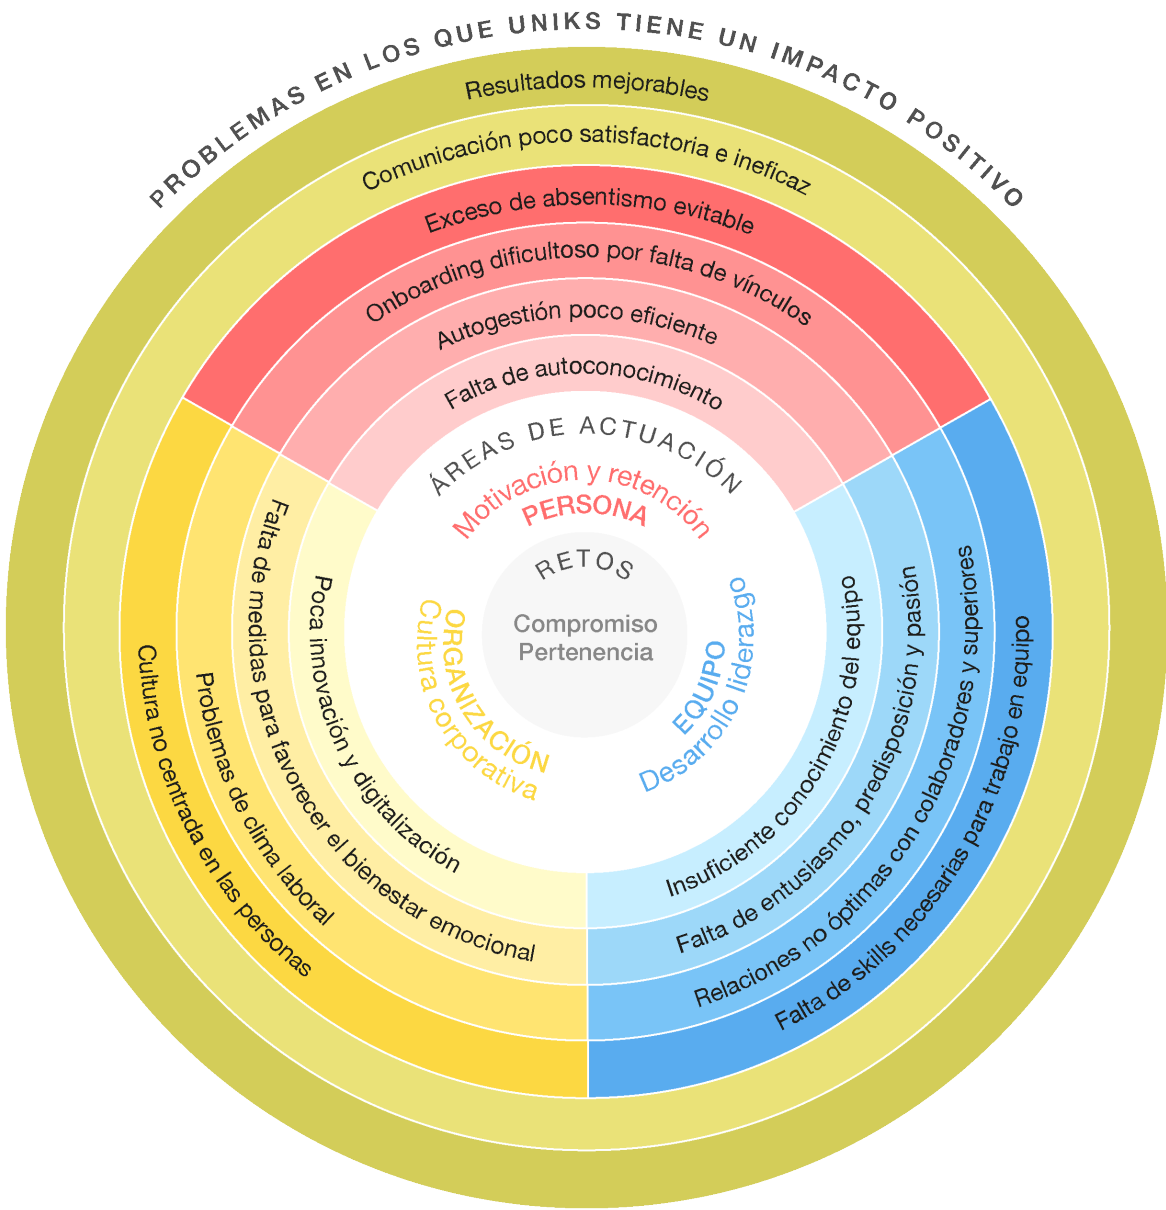 PROBLEMAS EN LOS QUE UNIKS TIENE UN IMPACTO POSITIVO
Resultados mejorables
Comunicación poco satisfactoria e ineficaz
Exceso de absentismo evitable
Onboarding dificultoso por falta de vínculos
Autogestión poco eficiente
Falta de autoconocimiento
ÁREAS DE ACTUACIÓN
Motivación y retención
PERSONA
RETOS
Compromiso
Pertenencia
EQUIPO
Desarrollo liderazgo
Insuficiente conocimiento del equipo
Falta de entusiasmo, predisposición y pasión
Relaciones no óptimas con colaboradores y superiores
Falta de skills necesarias para trabajo en equipo
ORGANIZACIÓN
Cultura corporativa
Poca innovación y digitalización
Falta de medidas para favorecer el bienestar emocional
Problemas de clima laboral
Cultura no centrada en las personas